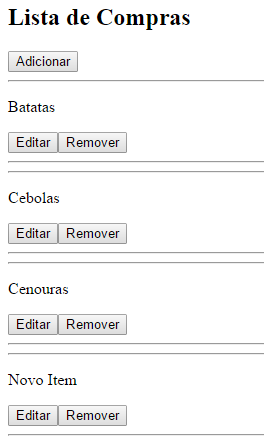 Lista de Compras
Adicionar
Batatas
Editar Remover
Cebolas
Editar Remover
Cenouras
Editar Remover
Novo Item
Editar Remover